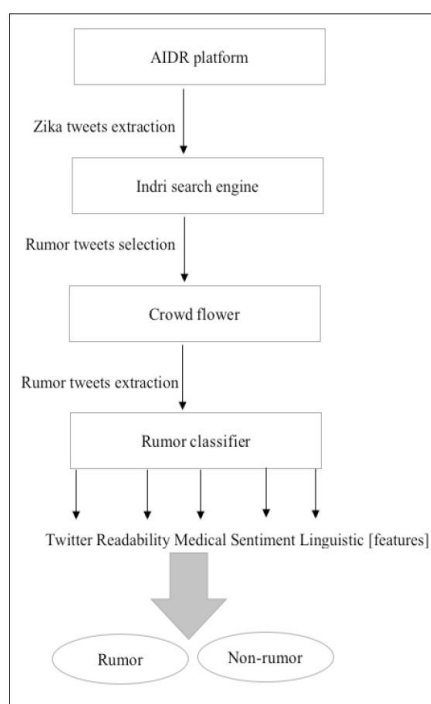 AIDR platform
Zika tweets extraction
Indri search engine
Rumor tweets selection
Crowd flower
Rumor tweets extraction
Rumor classifier
Twitter Readability Medical Sentiment Linguistic [features]
Rumor
Non-rumor